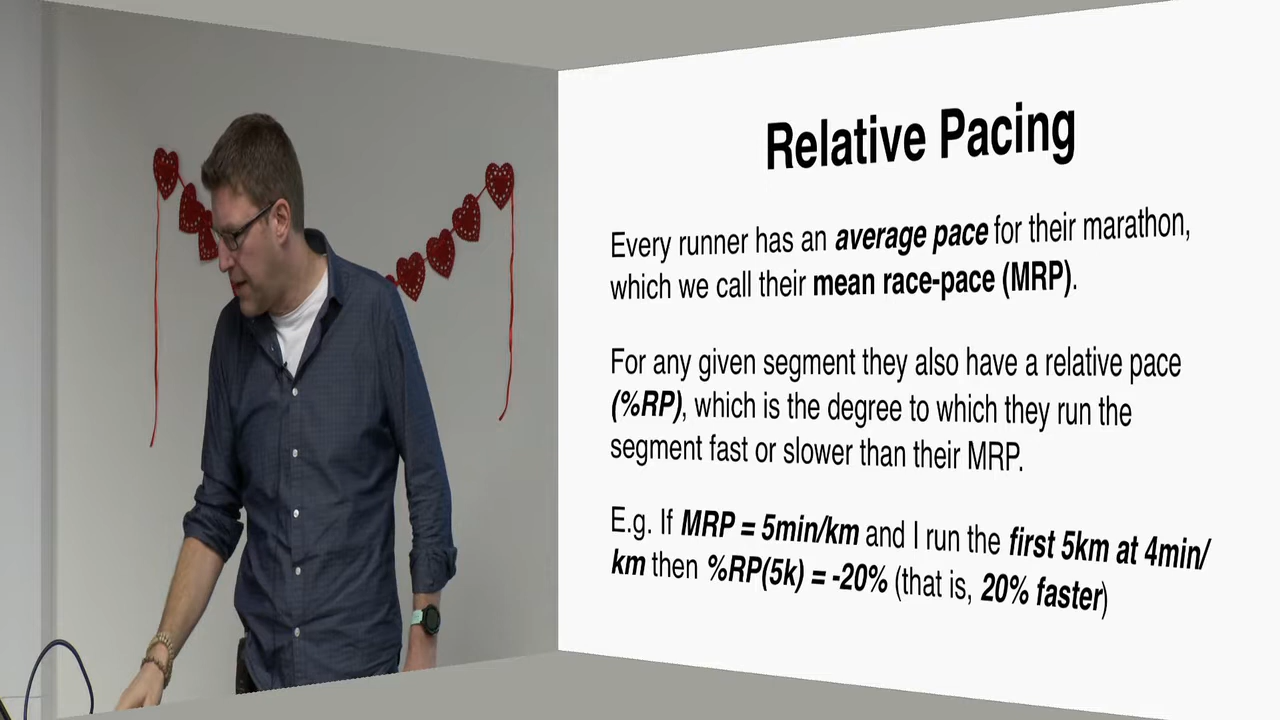 Relative Pacing
Every runner has an average pace for their marathon,
which we call their mean race-pace (MRP).
For any given segment they also have a relative pace
(%RP), which is the degree to which they run the
segment fast or slower than their MRP.
E.g. If MRP = 5min/km and I run the first 5km at 4min/
km then %RP(5k) = -20% (that is, 20% faster)